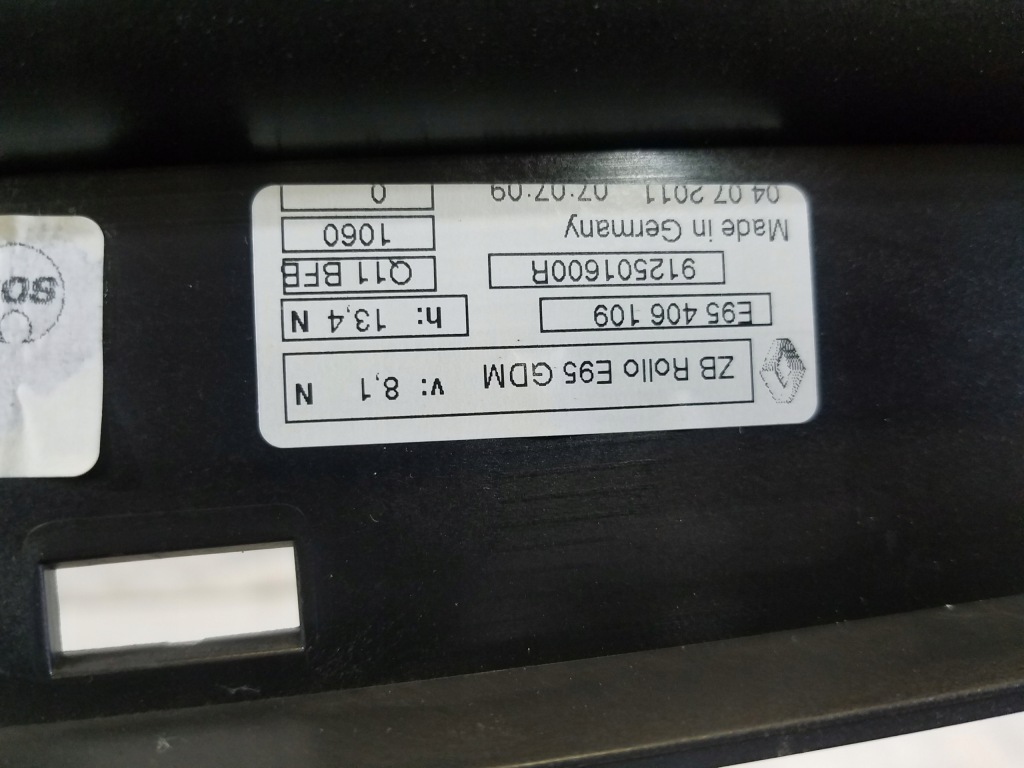 ZB Rollo E95 GDM v: 8,1 N
E95 406 109 h: 13,4 N
912501600R Q11 BFB
Made in Germany 1060
04.07.2011 07:07:09 0